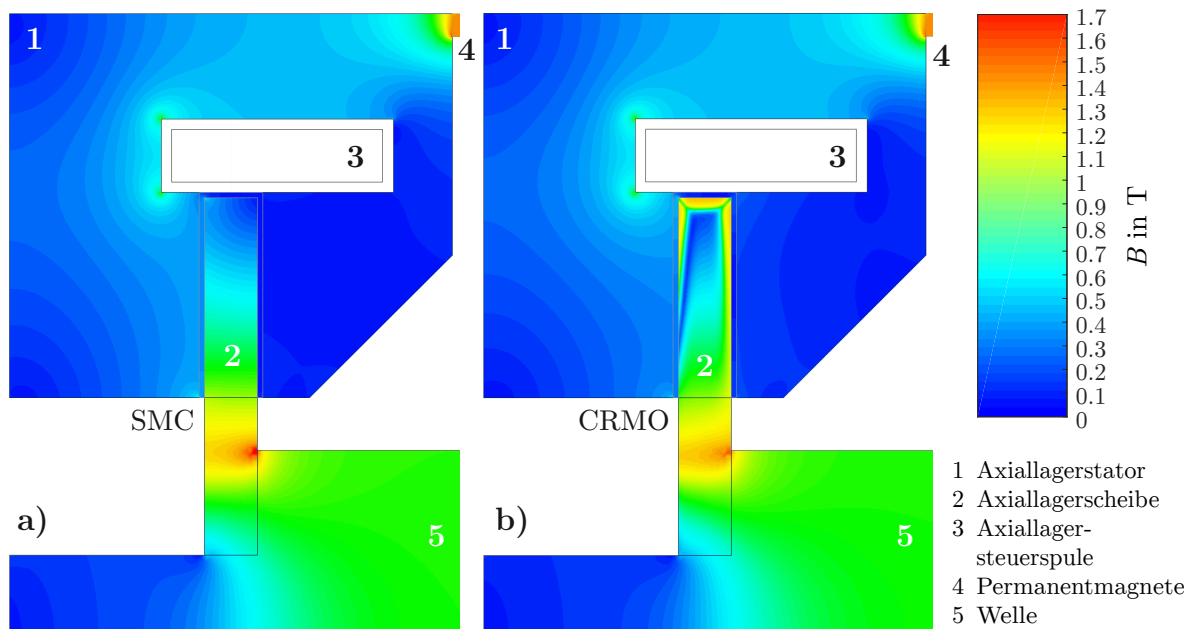 1
4
3
2
SMC
a)
5
1
4
3
2
CRMO
b)
5
1.7
1.6
1.5
1.4
1.3
1.2
1.1
1
0.9
0.8
0.7
0.6
0.5
0.4
0.3
0.2
0.1
0
B in T
1 Axiallagerstator
2 Axiallagerscheibe
3 Axiallager-
steuerspule
4 Permanentmagnete
5 Welle